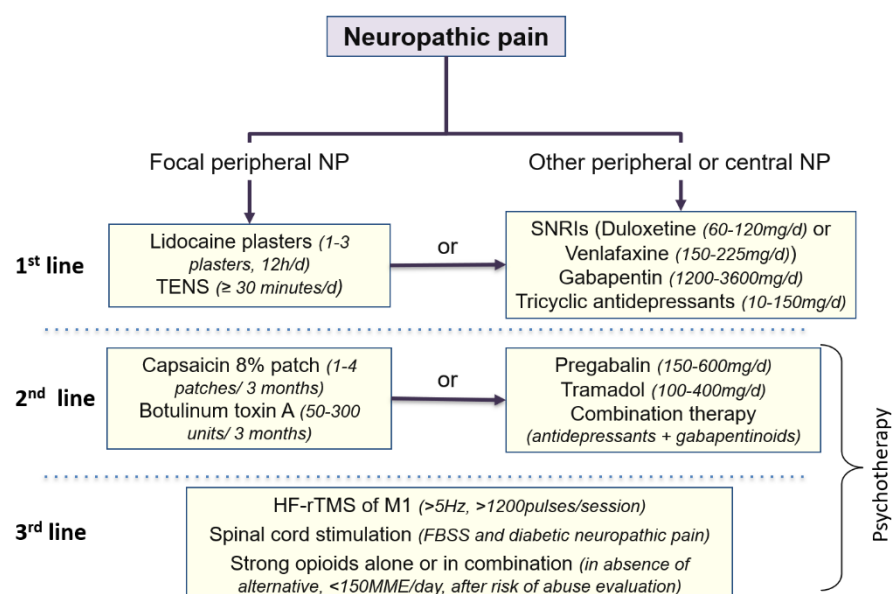 Neuropathic pain
Focal peripheral NP
Other peripheral or central NP
1st line
Lidocaine plasters (1-3
plasters, 12h/d)
TENS (≥ 30 minutes/d)
or
SNRIs (Duloxetine (60-120mg/d) or
Venlafaxine (150-225mg/d))
Gabapentin (1200-3600mg/d)
Tricyclic antidepressants (10-150mg/d)
2nd line
Capsaicin 8% patch (1-4
patches/ 3 months)
Botulinum toxin A (50-300
units/ 3 months)
or
Pregabalin (150-600mg/d)
Tramadol (100-400mg/d)
Combination therapy
(antidepressants + gabapentinoids)
3rd line
HF-rTMS of M1 (>5Hz, >1200pulses/session)
Spinal cord stimulation (FBSS and diabetic neuropathic pain)
Strong opioids alone or in combination (in absence of
alternative, <150MME/day, after risk of abuse evaluation)
Psychotherapy